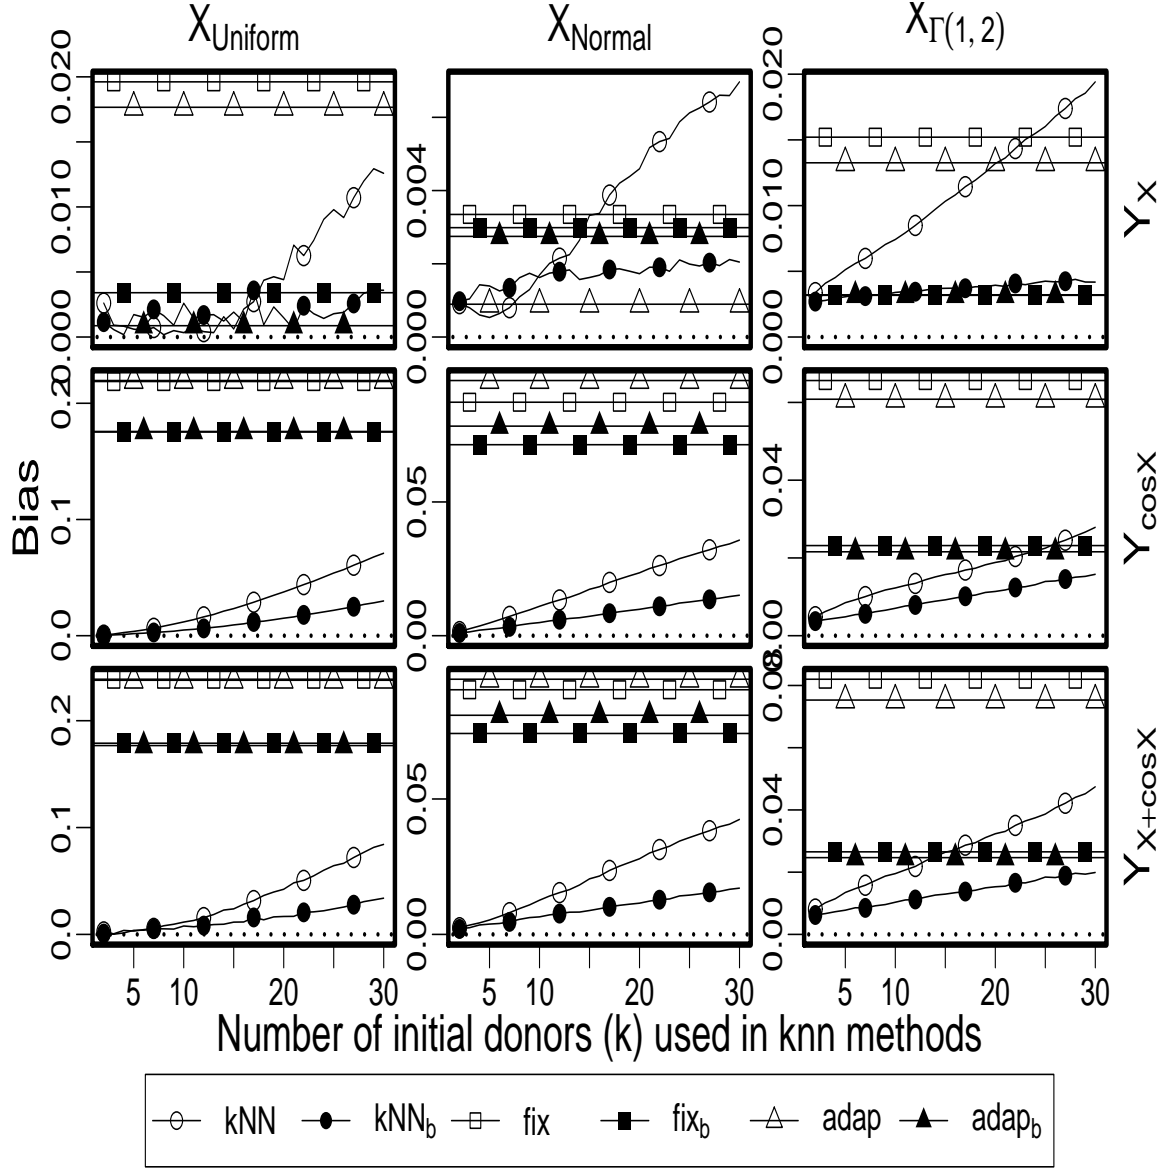 X_Uniform X_Normal X_Γ(1, 2)
0.000 0.010 0.020
0.000 0.004
0.000 0.010 0.020
Y_X
0.0 0.1 0.2
0.00 0.05
0.00 0.04
Y_cosX
Bias
0.0 0.1 0.2
0.00 0.05
0.00 0.04 0.08
Y_X+cosX
5 10 20 30 5 10 20 30 5 10 20 30
Number of initial donors (k) used in knn methods
kNN kNN_b fix fix_b adap adap_b